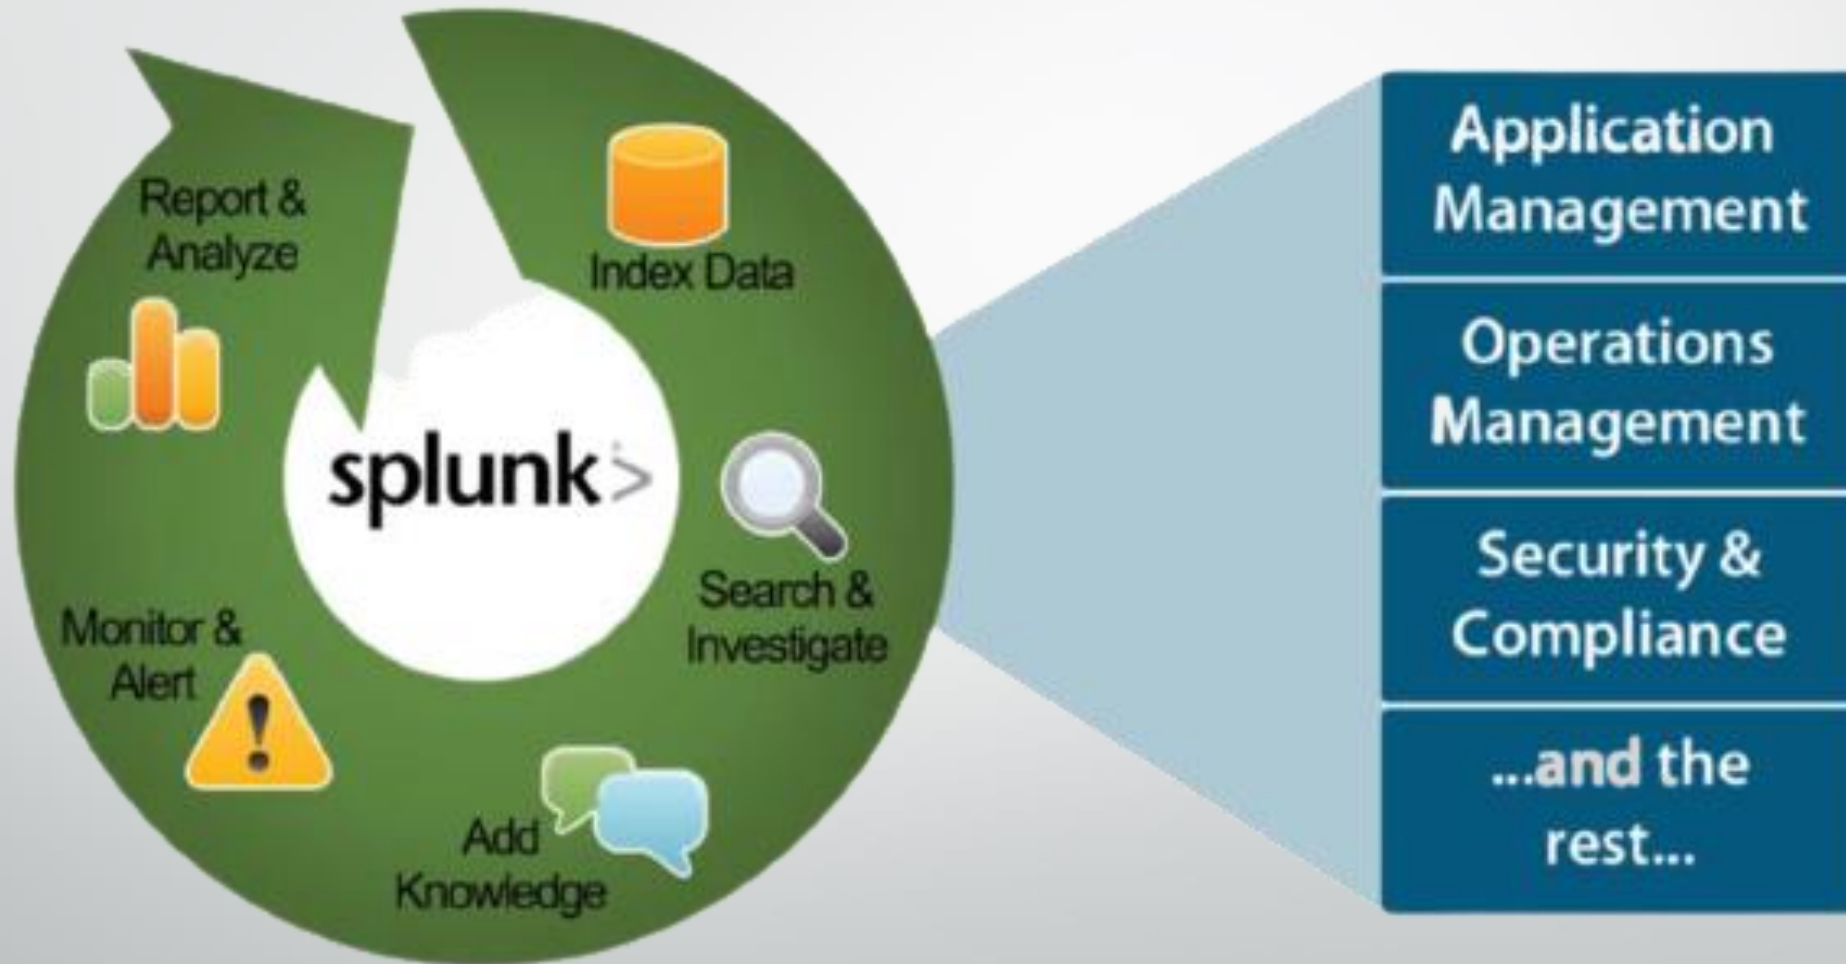 Report &
Analyze
Index Data
splunk>
Search &
Investigate
Monitor &
Alert
!
Add
Knowledge
Application
Management
Operations
Management
Security &
Compliance
...and the
rest...